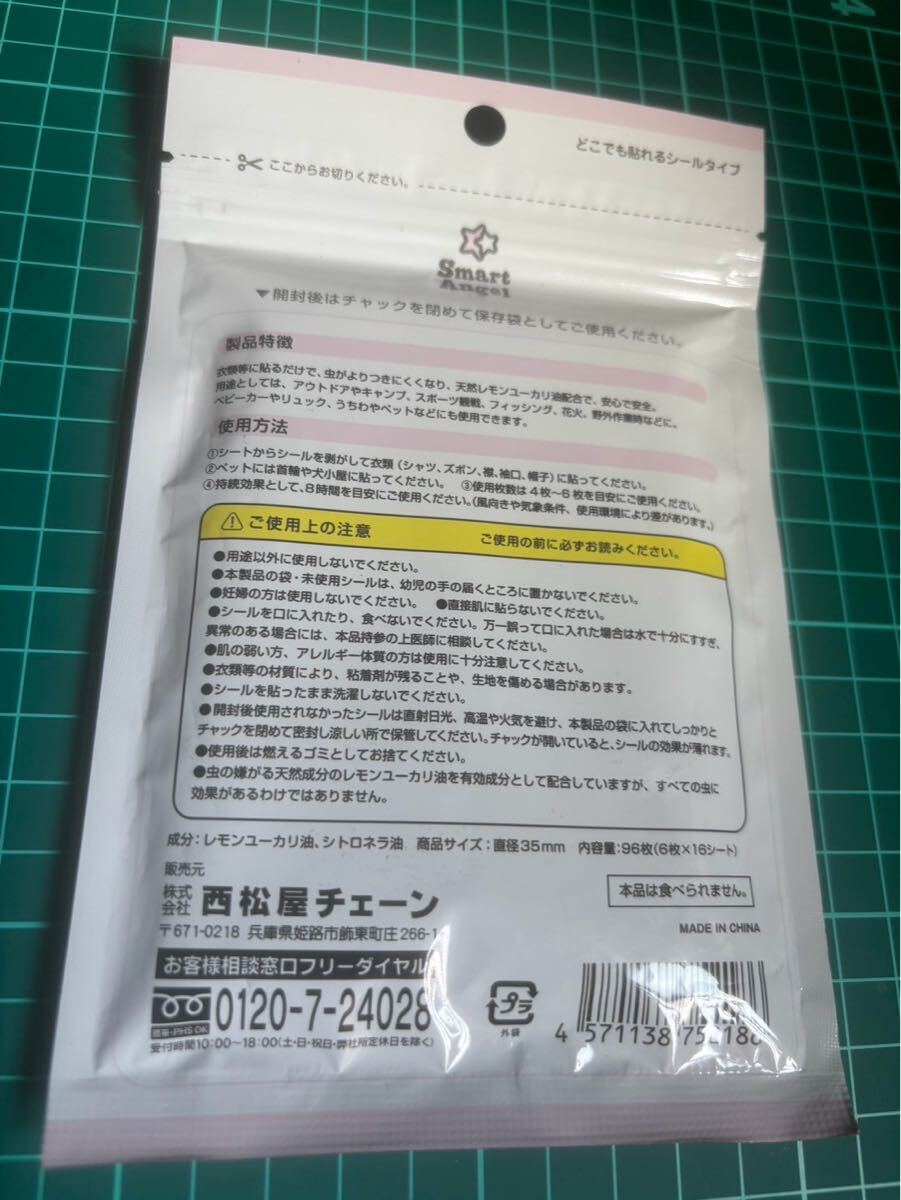 どこでも貼れるシールタイプ
ここからお切りください。
Smart
Angel
▼開封後はチャックを閉めて保存袋としてご使用ください。
製品特徴
衣類等に貼るだけで、虫がよりつきにくくなり、天然レモンユーカリ油配合で、安心で安全。
用途としては、アウトドアやキャンプ、スポーツ観戦、フィッシング、花火、野外作業時などに。
ベビーカーやリュック、うちわやペットなどにも使用できます。
使用方法
①シートからシールを剥がして衣類（シャツ、ズボン、襟、袖口、帽子）に貼ってください。
②ペットには首輪や犬小屋に貼ってください。 ③使用枚数は4枚～6枚を目安にご使用ください。
④持続効果として、8時間を目安にご使用ください。（風向きや気象条件、使用環境により差があります。）
ご使用上の注意 ご使用の前に必ずお読みください。
●用途以外に使用しないでください。
●本製品の袋・未使用シールは、幼児の手の届くところに置かないでください。
●妊婦の方は使用しないでください。 ●直接肌に貼らないでください。
●シールを口に入れたり、食べないでください。万一誤って口に入れた場合は水で十分にすすぎ、
異常のある場合には、本品持参の上医師に相談してください。
●肌の弱い方、アレルギー体質の方は使用に十分注意してください。
●衣類等の材質により、粘着剤が残ることや、生地を傷める場合があります。
●シールを貼ったまま洗濯しないでください。
●開封後使用されなかったシールは直射日光、高温や火気を避け、本製品の袋に入れてしっかりと
チャックを閉めて密封し涼しい所で保管してください。チャックが開いていると、シールの効果が薄れます。
●使用後は燃えるゴミとしてお捨てください。
●虫の嫌がる天然成分のレモンユーカリ油を有効成分として配合していますが、すべての虫に
効果があるわけではありません。
成分：レモンユーカリ油、シトロネラ油 商品サイズ：直径35mm 内容量：96枚（6枚×16シート）
販売元
株式会社 西松屋チェーン
本品は食べられません。
〒671-0218 兵庫県姫路市飾東町庄266-1
MADE IN CHINA
お客様相談窓口フリーダイヤル
0120-7-24028
携帯・PHS OK
受付時間10:00～18:00（土・日・祝日・弊社所定休日を除く）
プラ
外袋
4 571138